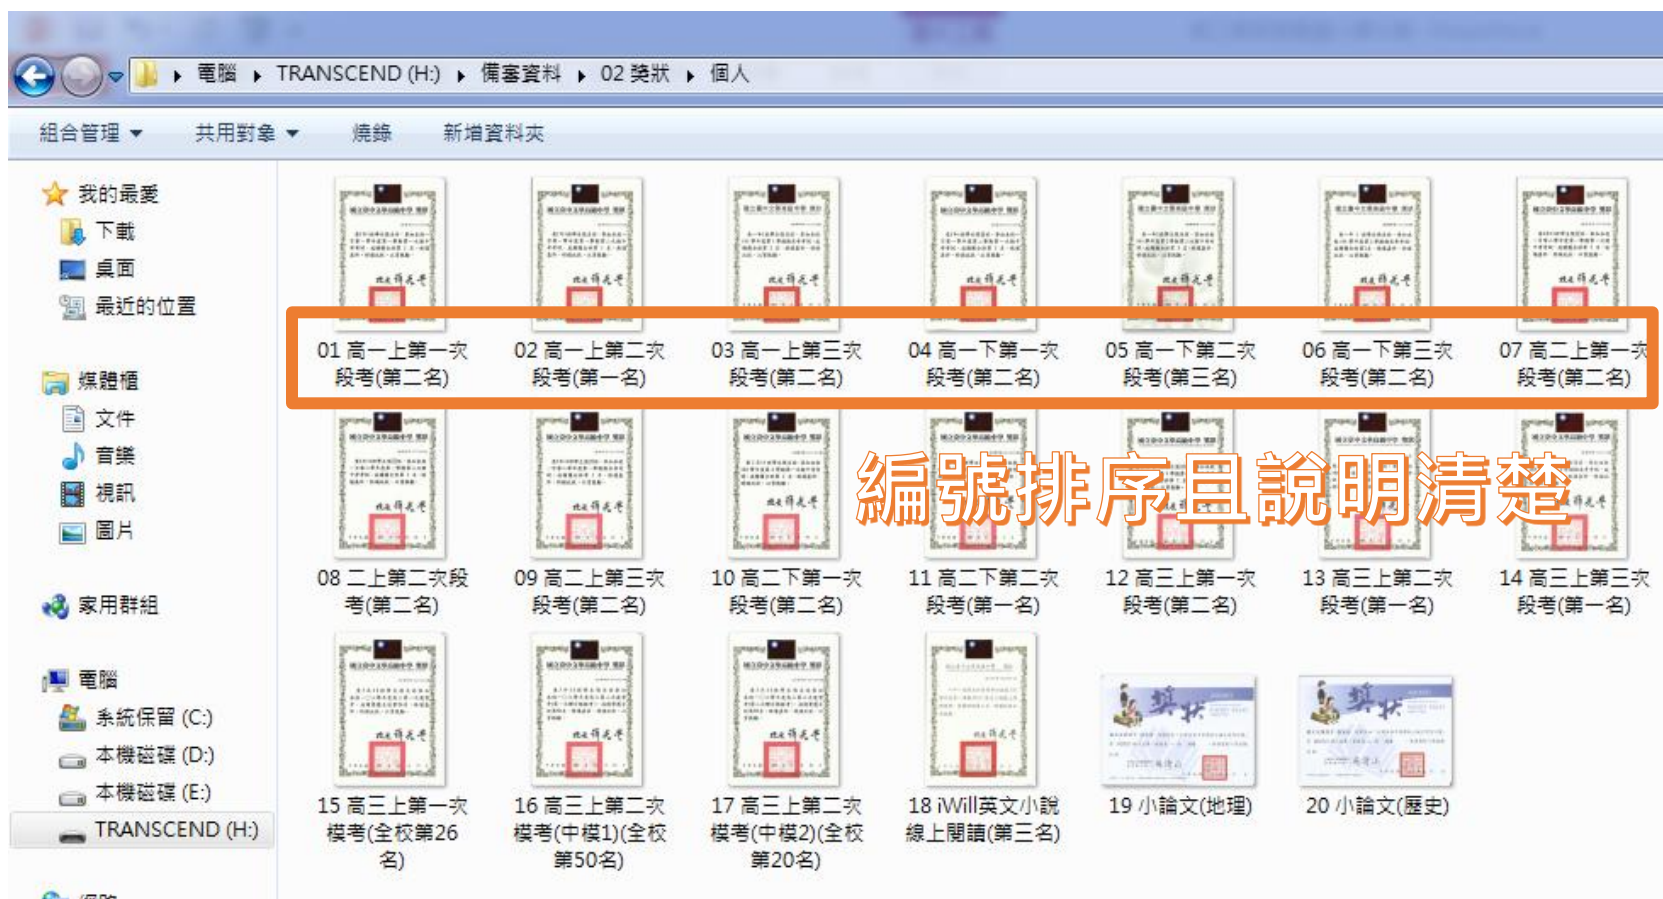 電腦 ▸ TRANSCEND (H:) ▸ 備審資料 ▸ 02 獎狀 ▸ 個人
組合管理 共用對象 燒錄 新增資料夾
我的最愛
下載
桌面
最近的位置
媒體櫃
文件
音樂
視訊
圖片
家用群組
電腦
系統保留 (C:)
本機磁碟 (D:)
本機磁碟 (E:)
TRANSCEND (H:)
01 高一上第一次
段考(第二名)
02 高一上第二次
段考(第一名)
03 高一上第三次
段考(第二名)
04 高一下第一次
段考(第二名)
05 高一下第二次
段考(第三名)
06 高一下第三次
段考(第二名)
07 高二上第一次
段考(第二名)
編號排序且說明清楚
08 二上第二次段
考(第二名)
09 高二上第三次
段考(第二名)
10 高二下第一次
段考(第二名)
11 高二下第二次
段考(第一名)
12 高三上第一次
段考(第二名)
13 高三上第二次
段考(第一名)
14 高三上第三次
段考(第一名)
15 高三上第一次
模考(全校第26
名)
16 高三上第二次
模考(中模1)(全校
第50名)
17 高三上第二次
模考(中模2)(全校
第20名)
18 iWill英文小說
線上閱讀(第三名)
獎狀
19 小論文(地理)
獎狀
20 小論文(歷史)